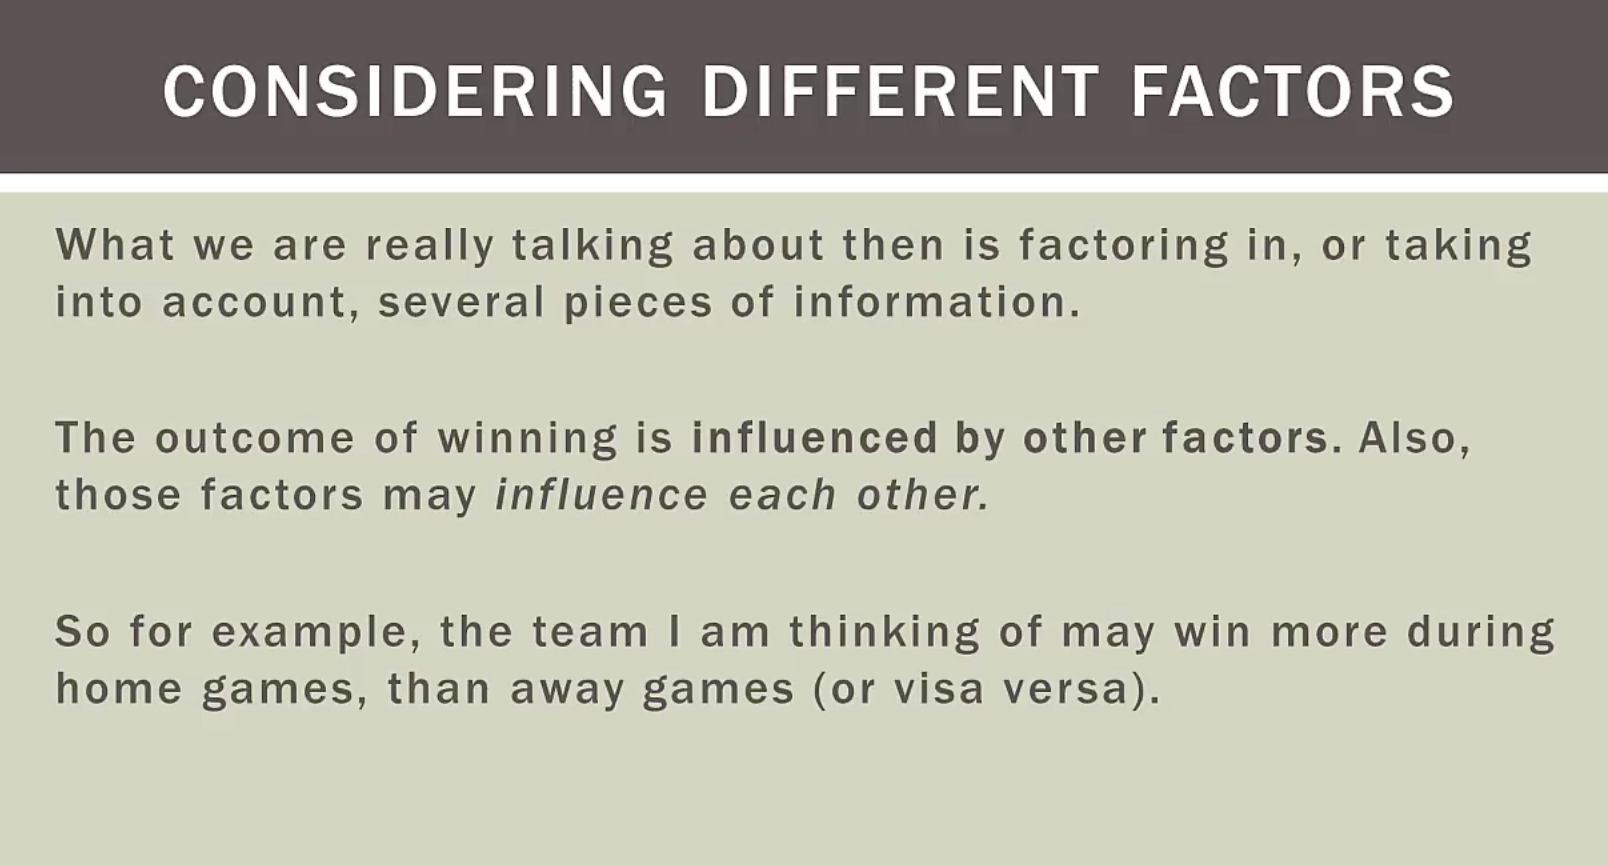 CONSIDERING DIFFERENT FACTORS
What we are really talking about then is factoring in, or taking
into account, several pieces of information.
The outcome of winning is influenced by other factors. Also,
those factors may influence each other.
So for example, the team I am thinking of may win more during
home games, than away games (or visa versa).